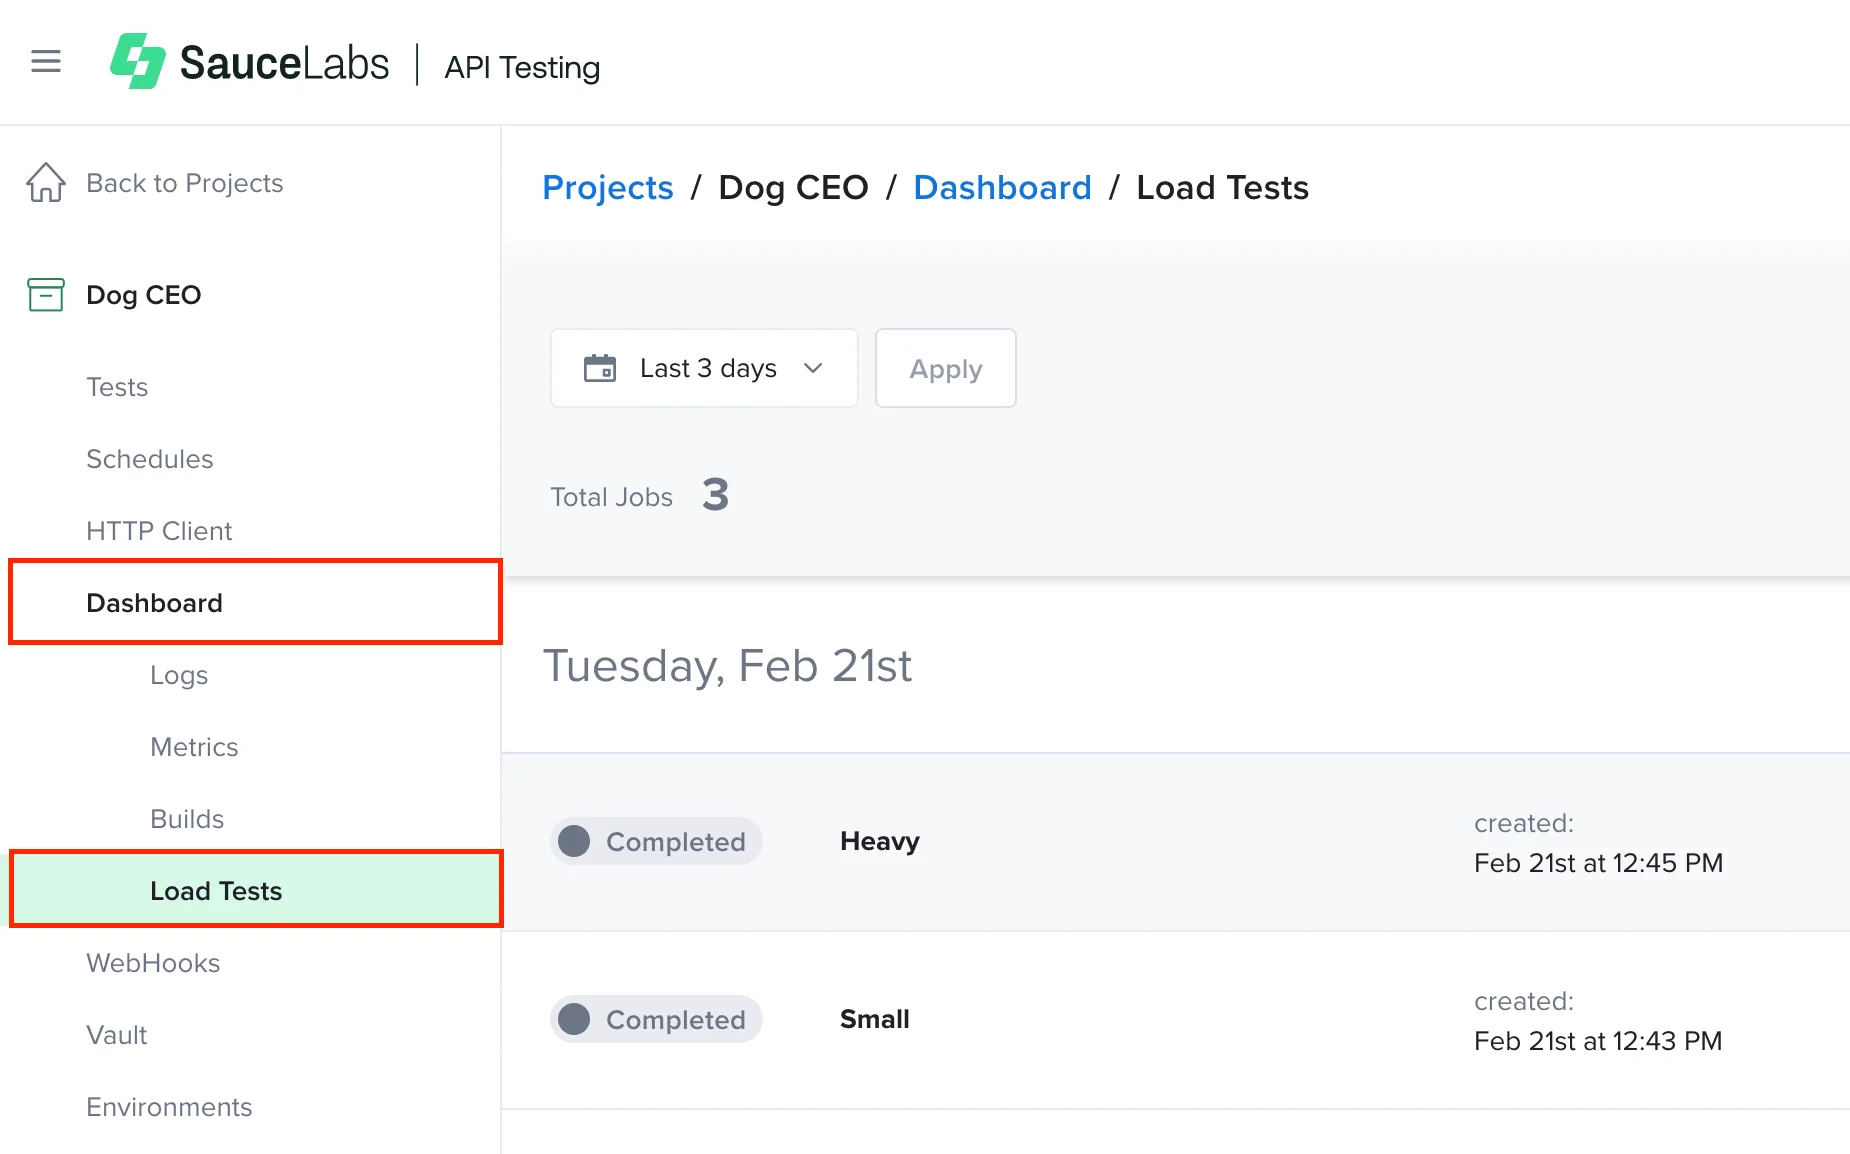 SauceLabs | API Testing
Back to Projects
Dog CEO
Tests
Schedules
HTTP Client
Dashboard
Logs
Metrics
Builds
Load Tests
WebHooks
Vault
Environments
Projects / Dog CEO / Dashboard / Load Tests
Last 3 days
Apply
Total Jobs 3
Tuesday, Feb 21st
Completed
Heavy
created:
Feb 21st at 12:45 PM
Completed
Small
created:
Feb 21st at 12:43 PM